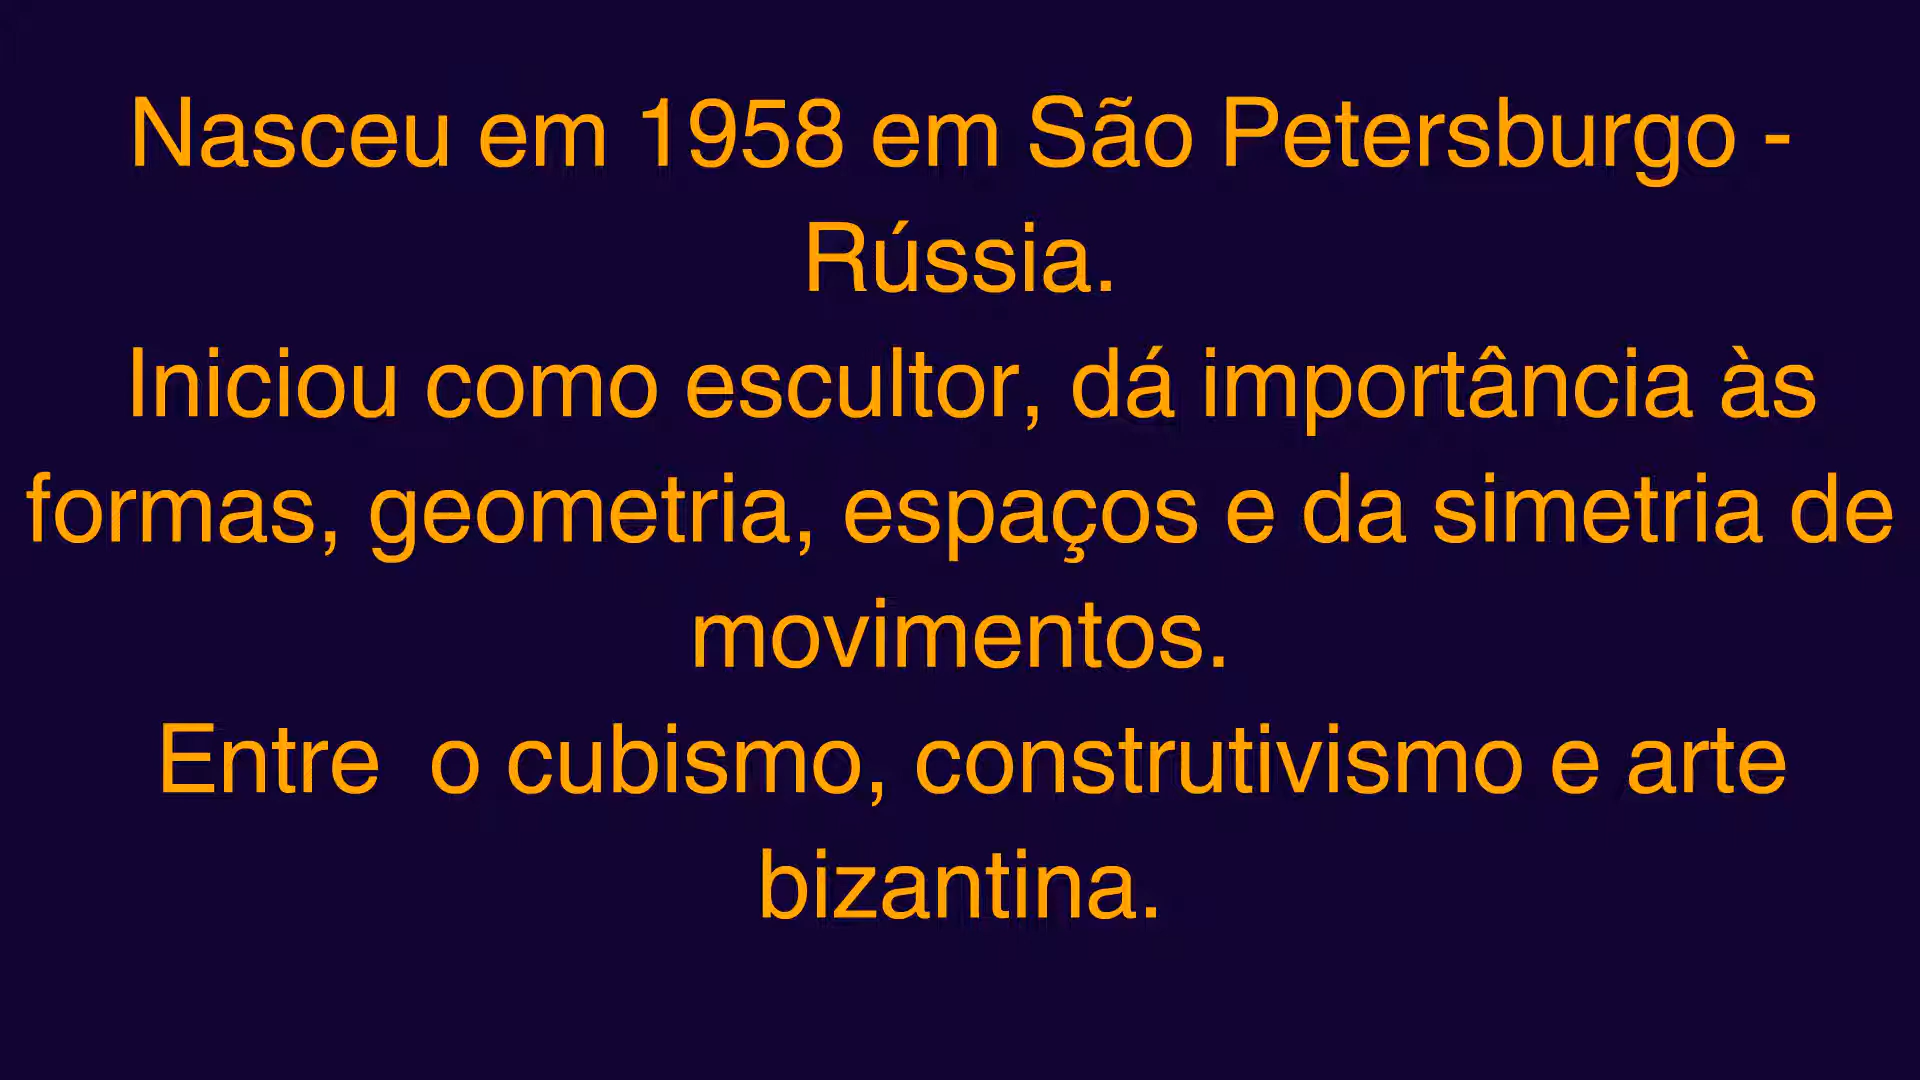 Nasceu em 1958 em São Petersburgo -
Rússia.
Iniciou como escultor, dá importância às
formas, geometria, espaços e da simetria de
movimentos.
Entre  o cubismo, construtivismo e arte
bizantina.